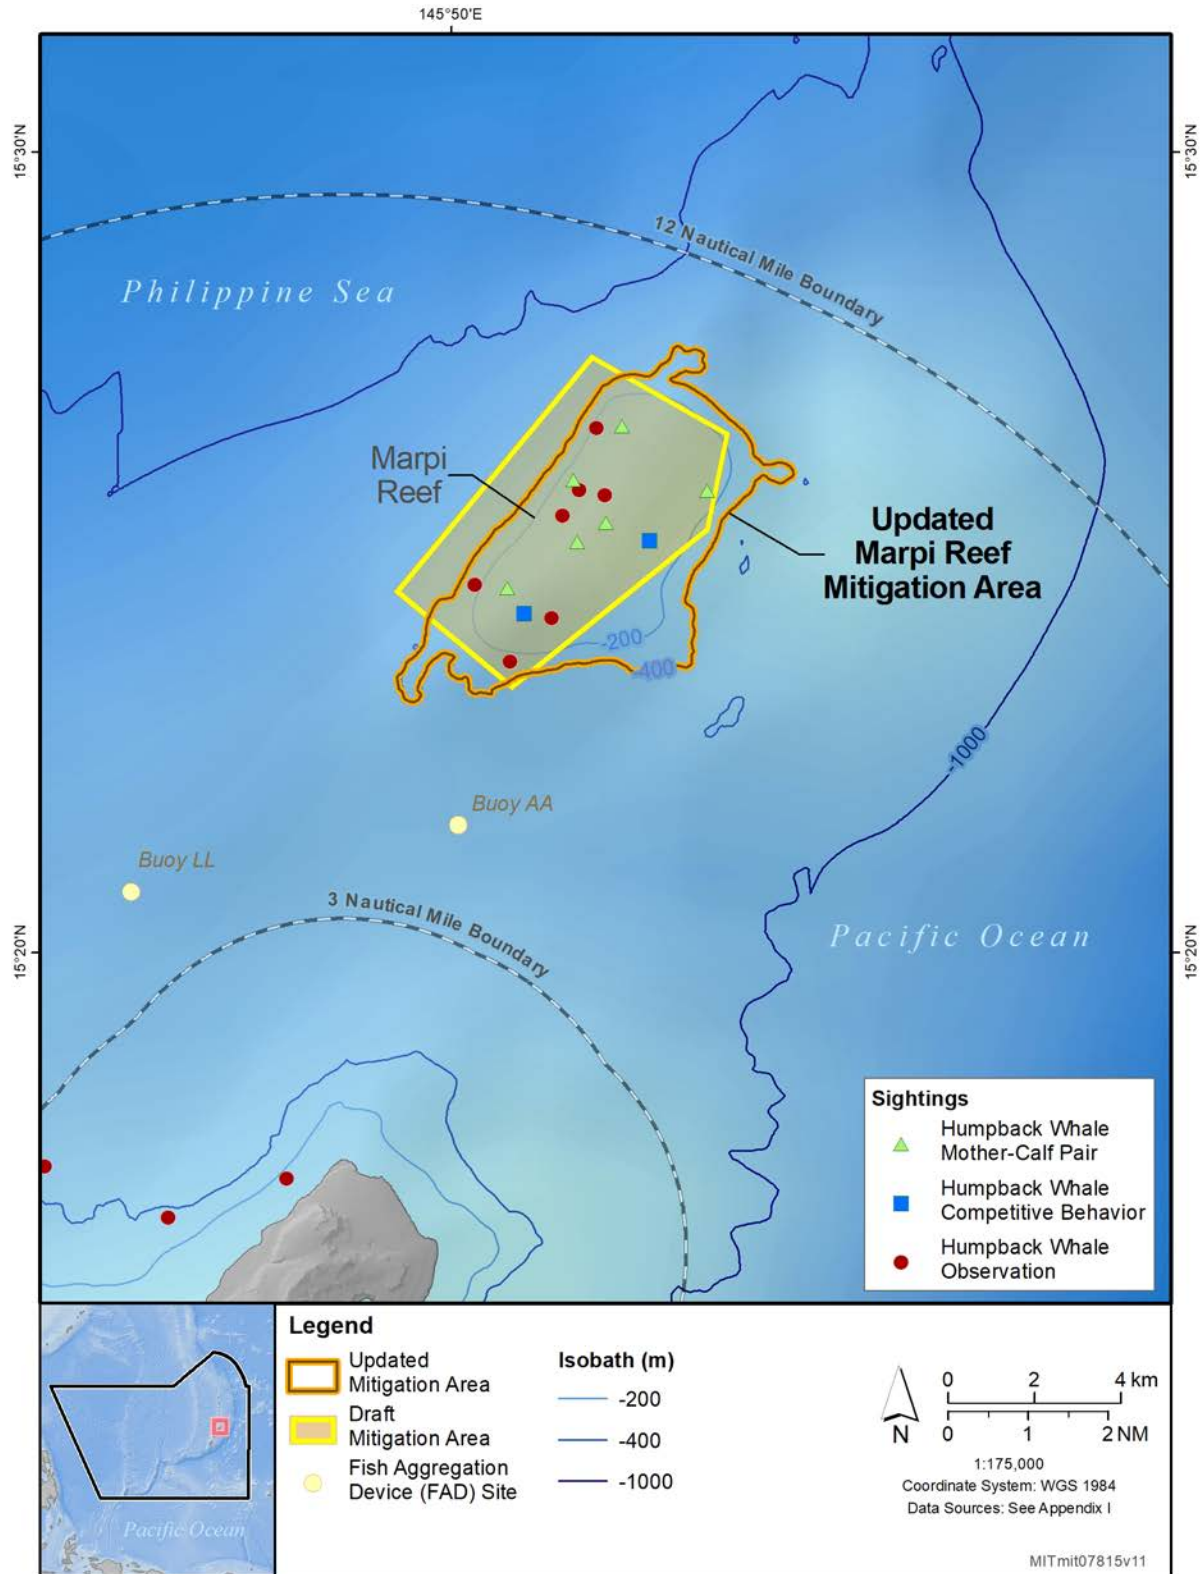 145°50'E
15°30'N
15°30'N
12 Nautical Mile Boundary
Philippine Sea
Marpi
Reef
Updated
Marpi Reef
Mitigation Area
-200
-400
-1000
Buoy AA
Buoy LL
3 Nautical Mile Boundary
Pacific Ocean
15°20'N
15°20'N
Sightings
Humpback Whale
Mother-Calf Pair
Humpback Whale
Competitive Behavior
Humpback Whale
Observation
Legend
Updated
Mitigation Area
Draft
Mitigation Area
Fish Aggregation
Device (FAD) Site
Isobath (m)
-200
-400
-1000
N
0 2 4 km
0 1 2 NM
1:175,000
Coordinate System: WGS 1984
Data Sources: See Appendix I
Pacific Ocean
MITmit07815v11